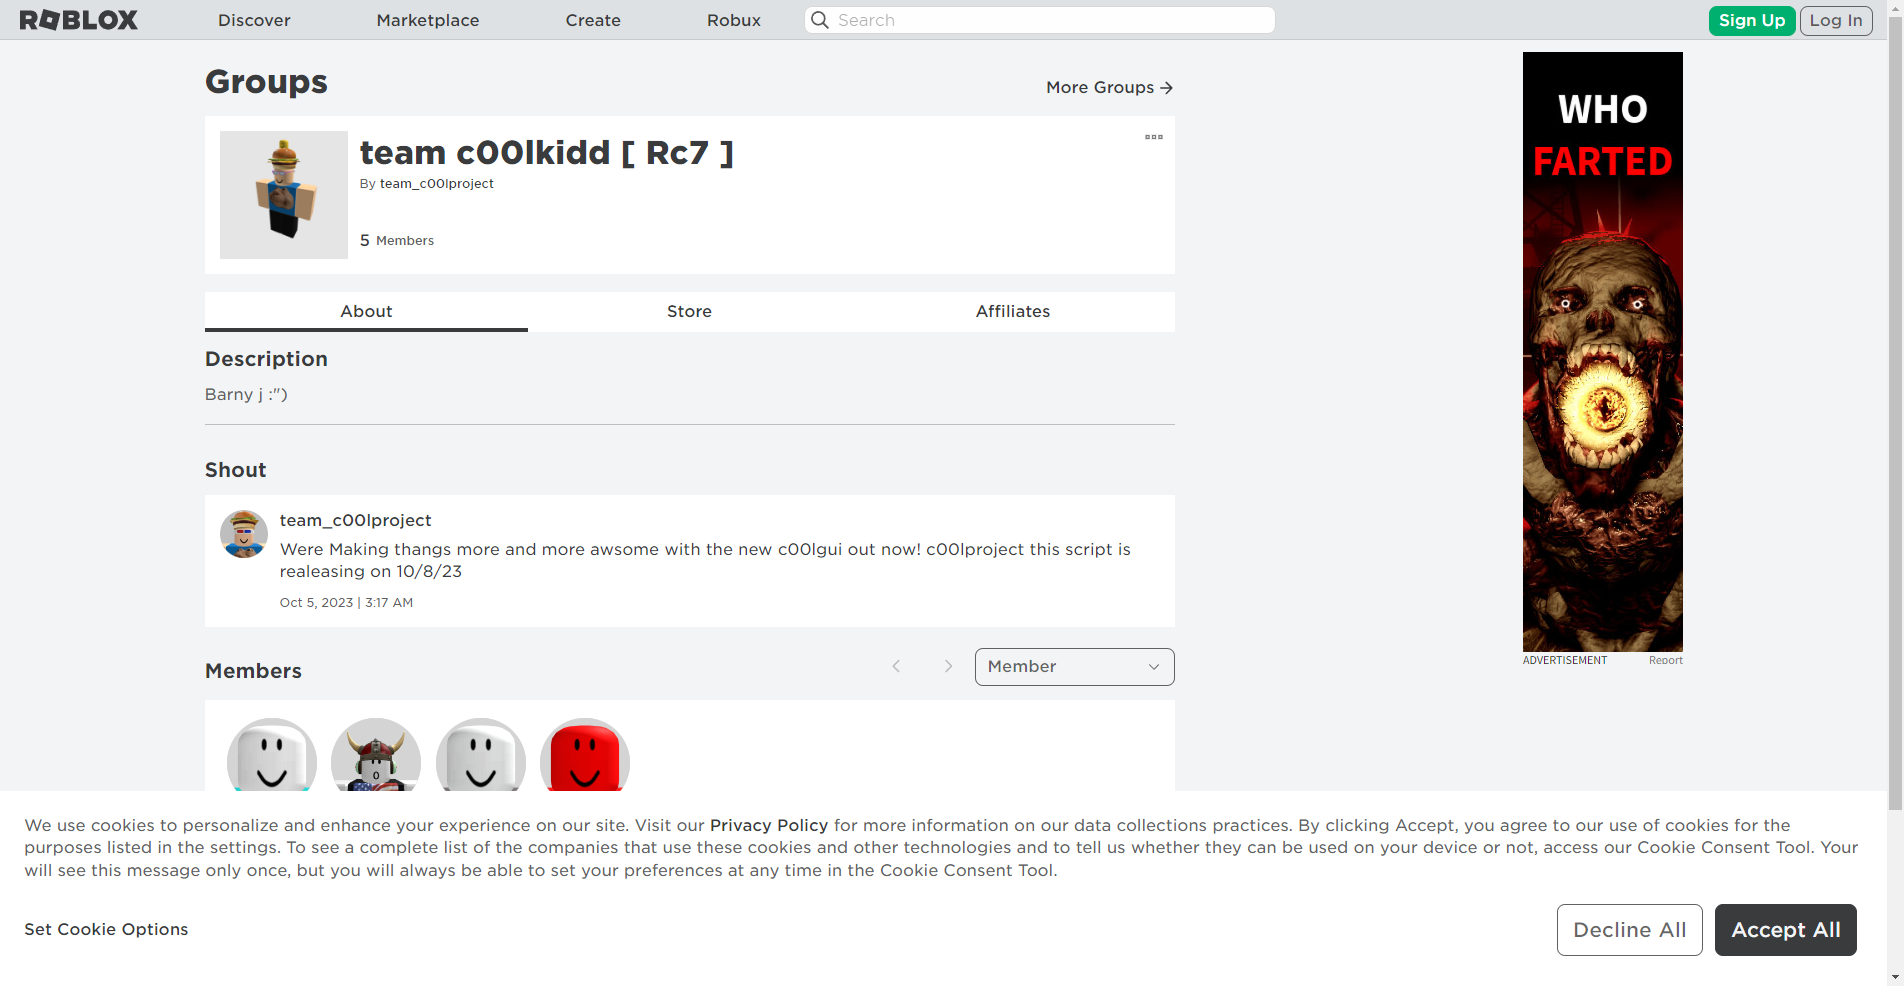 ROBLOX
Discover
Marketplace
Create
Robux
Search
Sign Up
Log In
Groups
More Groups →
team c00lkidd [ Rc7 ]
By team_c00lproject
5 Members
About
Store
Affiliates
Description
Barny j :")
Shout
team_c00lproject
Were Making thangs more and more awsome with the new c00lgui out now! c00lproject this script is
realeasing on 10/8/23
Oct 5, 2023 | 3:17 AM
Members
Member
WHO
FARTED
ADVERTISEMENT
Report
We use cookies to personalize and enhance your experience on our site. Visit our Privacy Policy for more information on our data collections practices. By clicking Accept, you agree to our use of cookies for the
purposes listed in the settings. To see a complete list of the companies that use these cookies and other technologies and to tell us whether they can be used on your device or not, access our Cookie Consent Tool. Your
will see this message only once, but you will always be able to set your preferences at any time in the Cookie Consent Tool.
Set Cookie Options
Decline All
Accept All